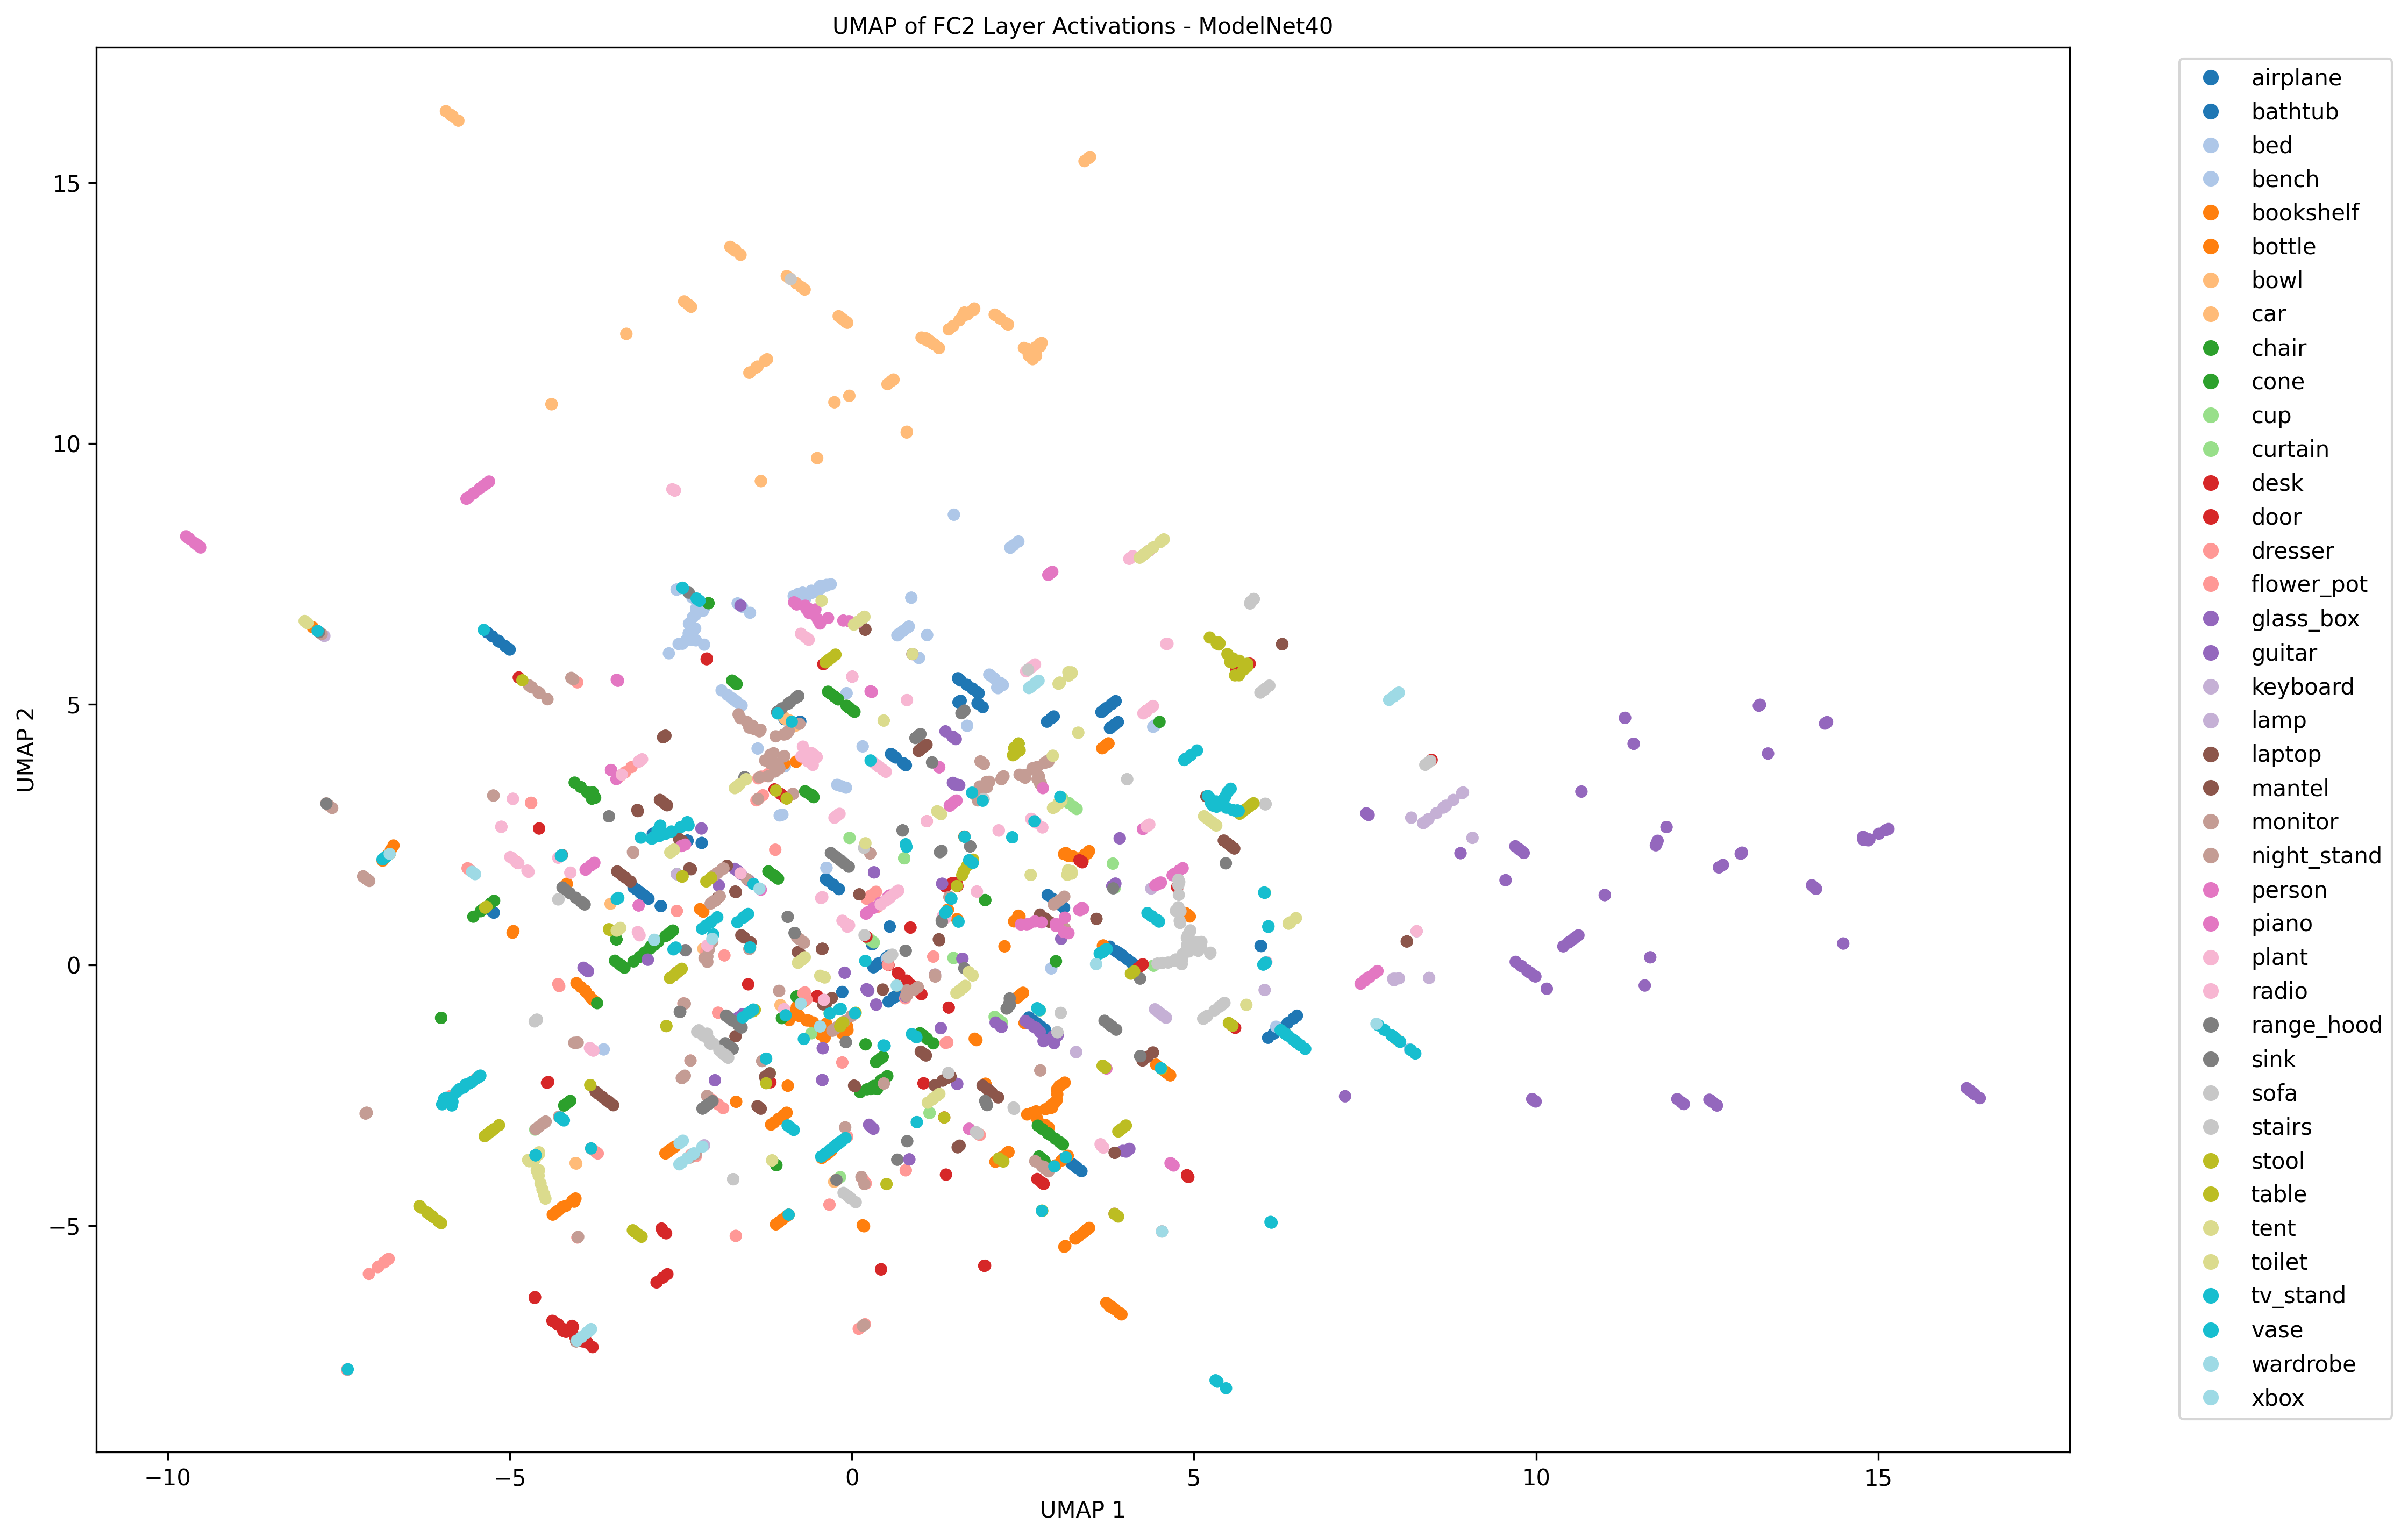 UMAP of FC2 Layer Activations - ModelNet40
15
10
5
0
−5
UMAP 2
−10
−5
0
5
10
15
UMAP 1
airplane
bathtub
bed
bench
bookshelf
bottle
bowl
car
chair
cone
cup
curtain
desk
door
dresser
flower_pot
glass_box
guitar
keyboard
lamp
laptop
mantel
monitor
night_stand
person
piano
plant
radio
range_hood
sink
sofa
stairs
stool
table
tent
toilet
tv_stand
vase
wardrobe
xbox